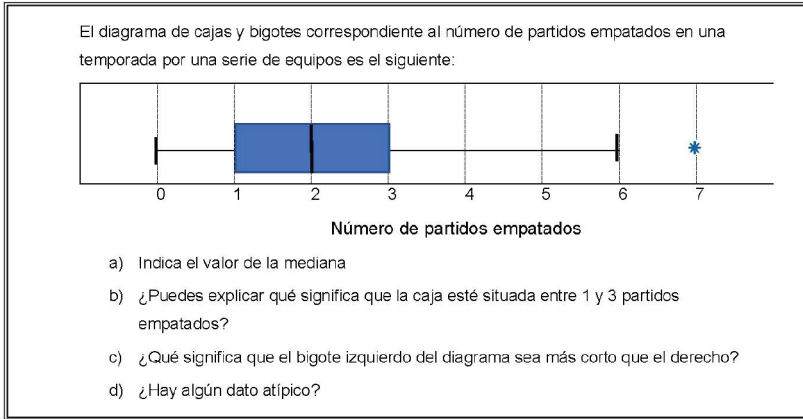 El diagrama de cajas y bigotes correspondiente al número de partidos empatados en una
temporada por una serie de equipos es el siguiente:
0 1 2 3 4 5 6 7
Número de partidos empatados
a) Indica el valor de la mediana
b) ¿Puedes explicar qué significa que la caja esté situada entre 1 y 3 partidos
empatados?
c) ¿Qué significa que el bigote izquierdo del diagrama sea más corto que el derecho?
d) ¿Hay algún dato atípico?